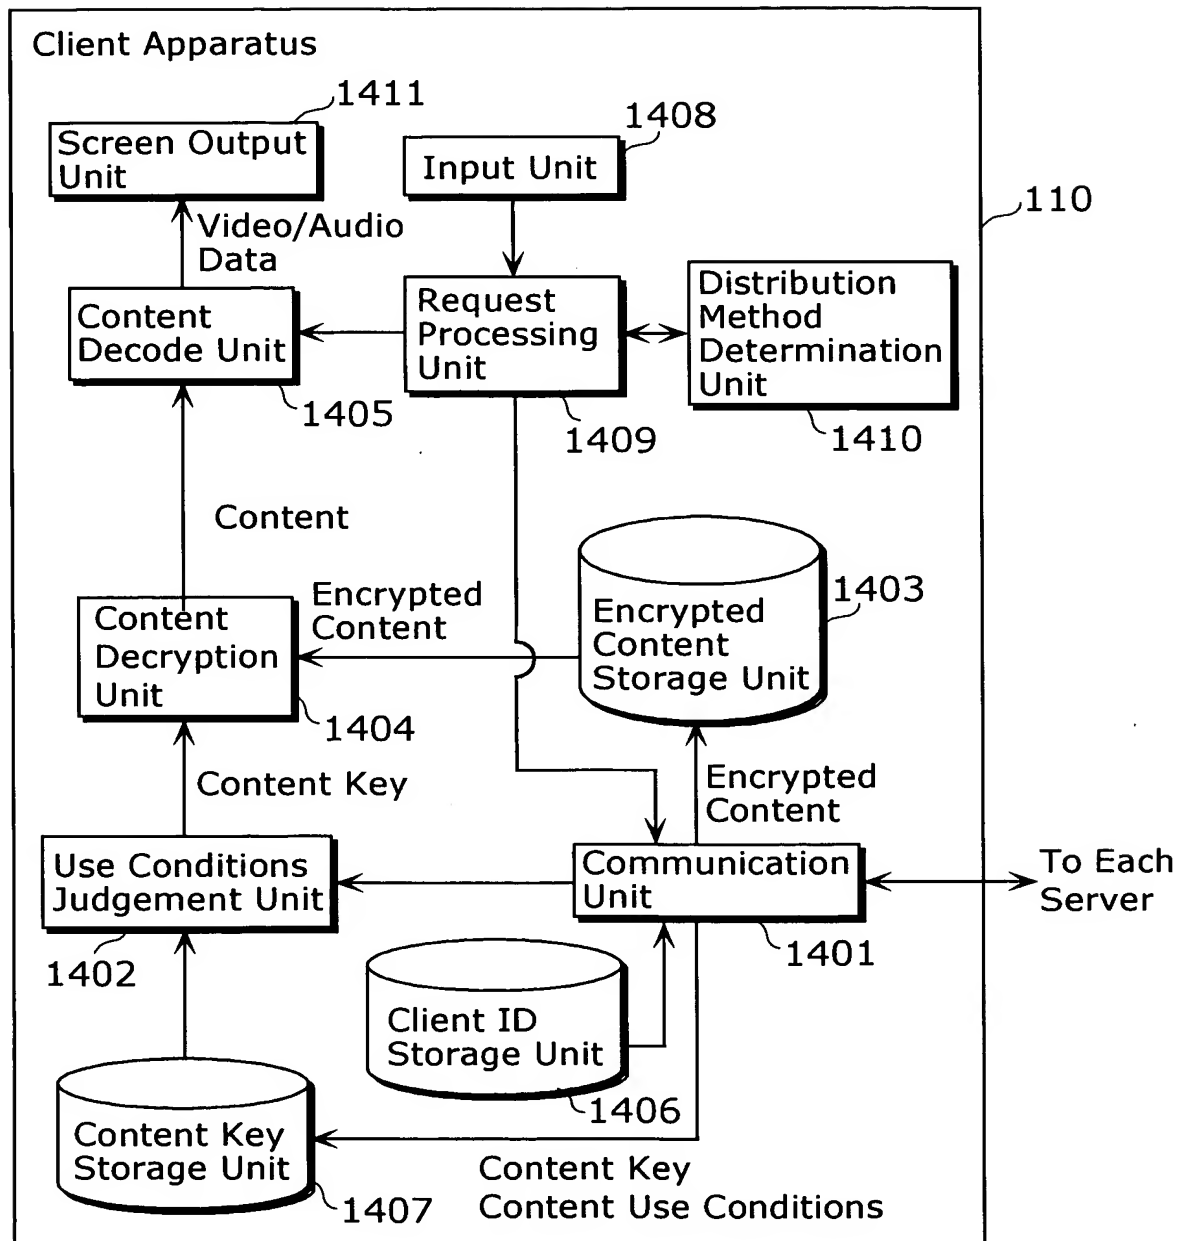 Client Apparatus
1411
Screen Output
Unit
1408
Input Unit
110
Video/Audio
Data
Content
Decode Unit
1405
Request
Processing
Unit
1409
Distribution
Method
Determination
Unit
1410
Content
Encrypted
Content
Encrypted
Content
Storage Unit
1403
Content
Decryption
Unit
1404
Content Key
Encrypted
Content
Use Conditions
Judgement Unit
1402
Communication
Unit
1401
To Each
Server
Client ID
Storage Unit
1406
Content Key
Storage Unit
1407
Content Key
Content Use Conditions